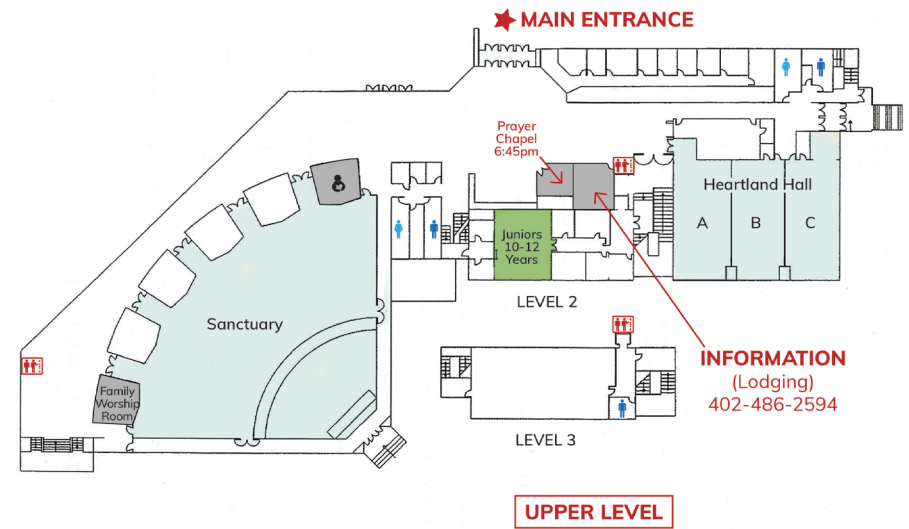 MAIN ENTRANCE
Prayer
Chapel
6:45pm
Heartland Hall
A
B
C
Juniors
10-12
Years
LEVEL 2
Sanctuary
INFORMATION
(Lodging)
402-486-2594
Family
Worship
Room
LEVEL 3
UPPER LEVEL